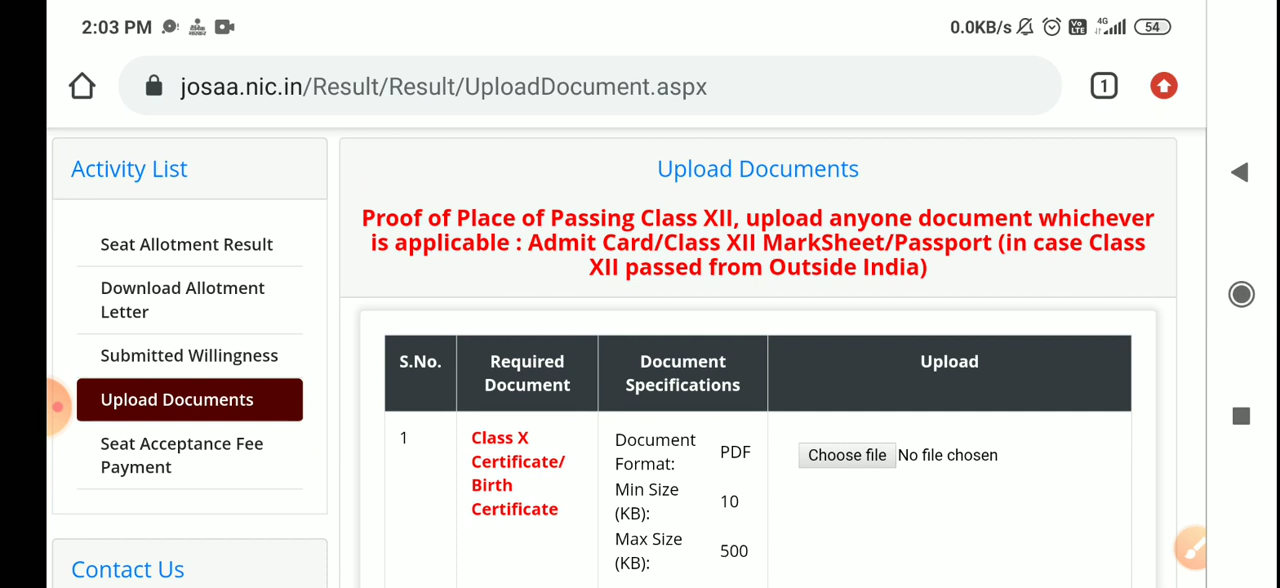 2:03 PM
0.0KB/s
Vo LTE
4G
54
josaa.nic.in/Result/Result/UploadDocument.aspx
1
Activity List
Seat Allotment Result
Download Allotment
Letter
Submitted Willingness
Upload Documents
Seat Acceptance Fee
Payment
Contact Us
Upload Documents
Proof of Place of Passing Class XII, upload anyone document whichever
is applicable : Admit Card/Class XII MarkSheet/Passport (in case Class
XII passed from Outside India)
S.No.
Required
Document
Document
Specifications
Upload
1
Class X
Certificate/
Birth
Certificate
Document
Format:
PDF
Min Size
(KB):
10
Max Size
(KB):
500
Choose file No file chosen